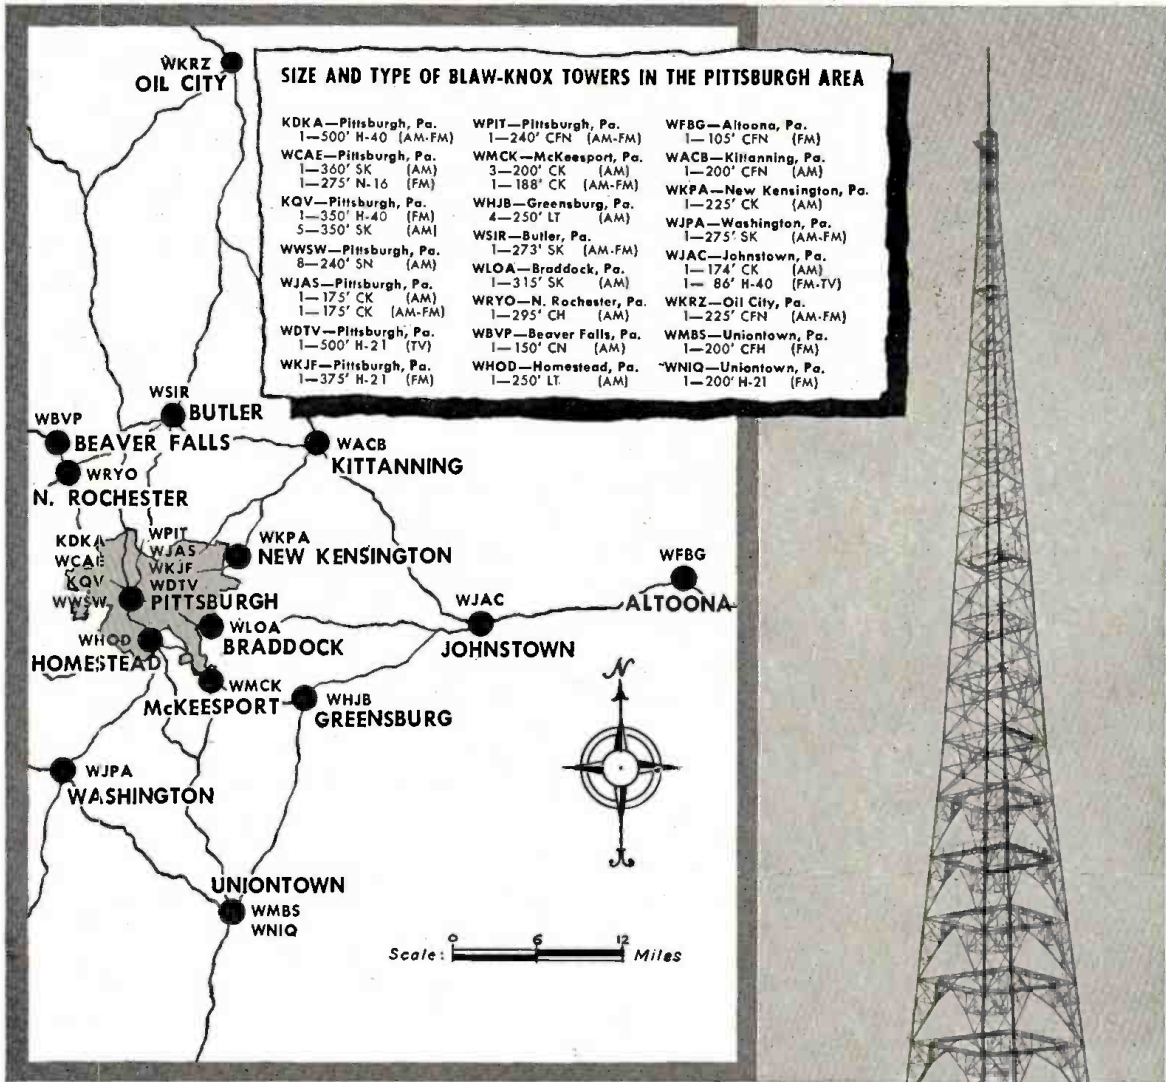 SIZE AND TYPE OF BLAW-KNOX TOWERS IN THE PITTSBURGH AREA
KDKA—Pittsburgh, Pa.
1—500' H-40 (AM-FM)
WCAE—Pittsburgh, Pa.
1—360' SK (AM)
1—275' N-16 (FM)
KQV—Pittsburgh, Pa.
1—350' H-40 (FM)
5—350' SK (AM)
WWSW—Pittsburgh, Pa.
8—240' SN (AM)
WJAS—Pittsburgh, Pa.
1—175' CK (AM)
1—175' CK (AM-FM)
WDTV—Pittsburgh, Pa.
1—500' H-21 (TV)
WKJF—Pittsburgh, Pa.
1—375' H-21 (FM)
WPIT—Pittsburgh, Pa.
1—240' CFN (AM-FM)
WMCK—McKeesport, Pa.
3—200' CK (AM)
1—188' CK (AM-FM)
WHJB—Greensburg, Pa.
4—250' LT (AM)
WSIR—Butler, Pa.
1—273' SK (AM-FM)
WLOA—Braddock, Pa.
1—315' SK (AM)
WRYO—N. Rochester, Pa.
1—295' CH (AM)
WBVP—Beaver Falls, Pa.
1—150' CN (AM)
WHOD—Homestead, Pa.
1—250' LT (AM)
WFBG—Altoona, Pa.
1—105' CFN (FM)
WACB—Kittanning, Pa.
1—200' CFN (AM)
WKPA—New Kensington, Pa.
1—225' CK (AM)
WJPA—Washington, Pa.
1—275' SK (AM-FM)
WJAC—Johnstown, Pa.
1—174' CK (AM)
1— 86' H-40 (FM-TV)
WKRZ—Oil City, Pa.
1—225' CFN (AM-FM)
WMBS—Uniontown, Pa.
1—200' CFH (FM)
WNIQ—Uniontown, Pa.
1—200' H-21 (FM)
WKRZ
OIL CITY
WSIR
BUTLER
WBVP
BEAVER FALLS
WACB
KITTANNING
WRYO
N. ROCHESTER
KDKA
WCAE
KQV
WWSW
WPIT
WJAS
WKJF
WDTV
PITTSBURGH
WKPA
NEW KENSINGTON
WFBG
ALTOONA
WJAC
JOHNSTOWN
WLOA
BRADDOCK
WHOD
HOMESTEAD
WMCK
McKEESPORT
WHJB
GREENSBURG
N
WJPA
WASHINGTON
UNIONTOWN
WMBS
WNIQ
0 6 12
Scale: Miles